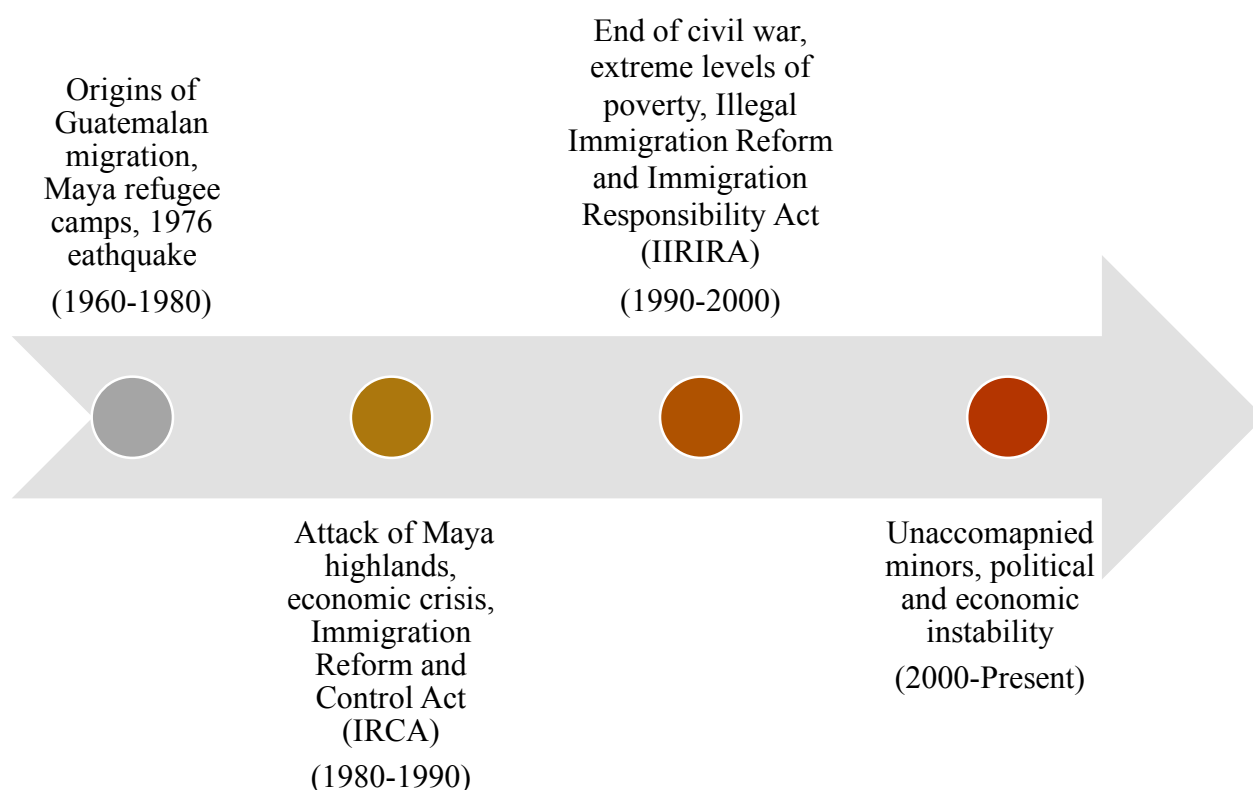 Origins of
Guatemalan
migration,
Maya refugee
camps, 1976
eathquake
(1960-1980)
Attack of Maya
highlands,
economic crisis,
Immigration
Reform and
Control Act
(IRCA)
(1980-1990)
End of civil war,
extreme levels of
poverty, Illegal
Immigration Reform
and Immigration
Responsibility Act
(IIRIRA)
(1990-2000)
Unaccomapnied
minors, political
and economic
instability
(2000-Present)